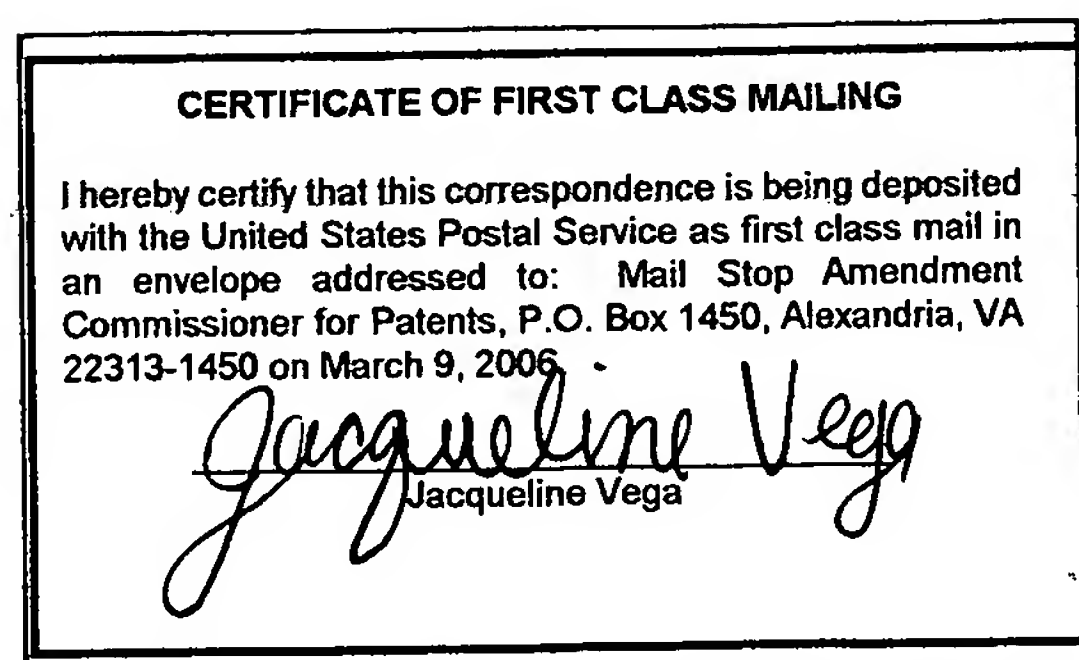 CERTIFICATE OF FIRST CLASS MAILING
I hereby certify that this correspondence is being deposited
with the United States Postal Service as first class mail in
an envelope addressed to: Mail Stop Amendment
Commissioner for Patents, P.O. Box 1450, Alexandria, VA
22313-1450 on March 9, 2006.
Jacqueline Vega
Jacqueline Vega